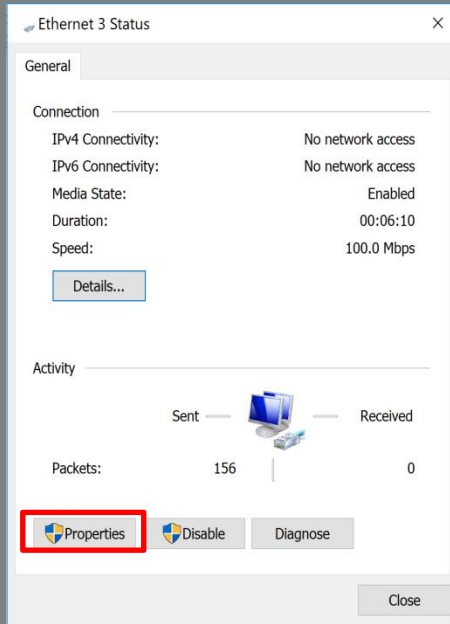 Ethernet 3 Status
General
Connection
IPv4 Connectivity: No network access
IPv6 Connectivity: No network access
Media State: Enabled
Duration: 00:06:10
Speed: 100.0 Mbps
Details...
Activity
Sent Received
Packets: 156 0
Properties Disable Diagnose
Close